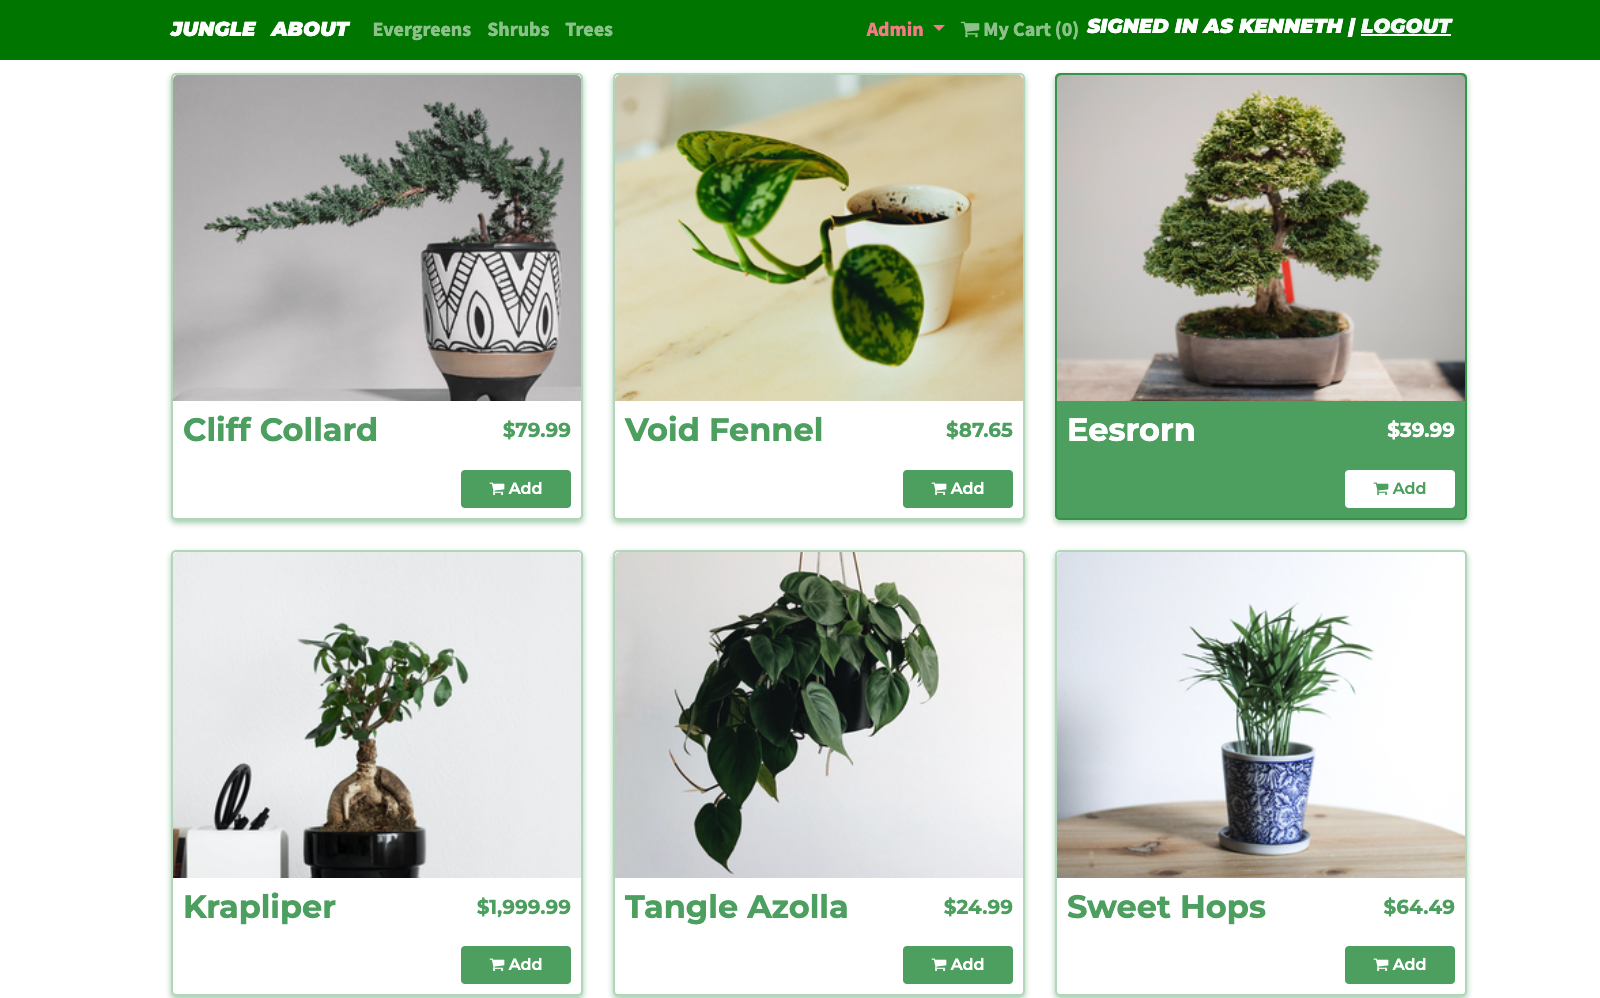 JUNGLE ABOUT Evergreens Shrubs Trees Admin My Cart (0) SIGNED IN AS KENNETH | LOGOUT
Cliff Collard $79.99
Add
Void Fennel $87.65
Add
Eesrorn $39.99
Add
Krapliper $1,999.99
Add
Tangle Azolla $24.99
Add
Sweet Hops $64.49
Add